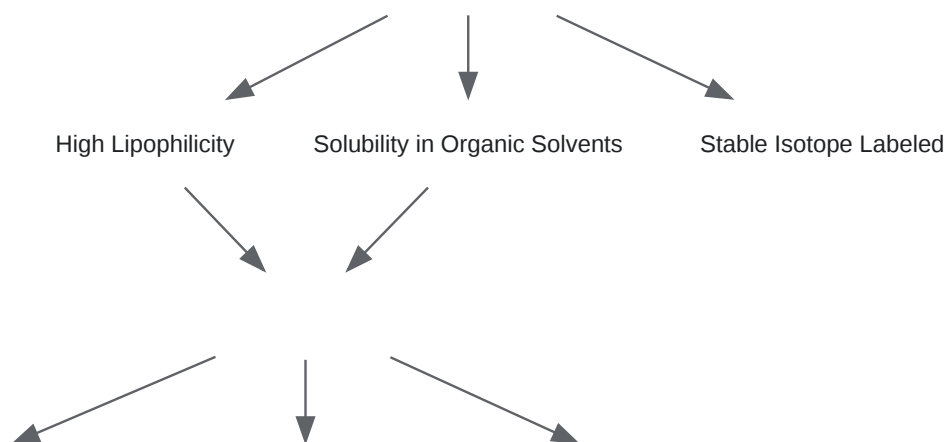 High Lipophilicity
Solubility in Organic Solvents
Stable Isotope Labeled